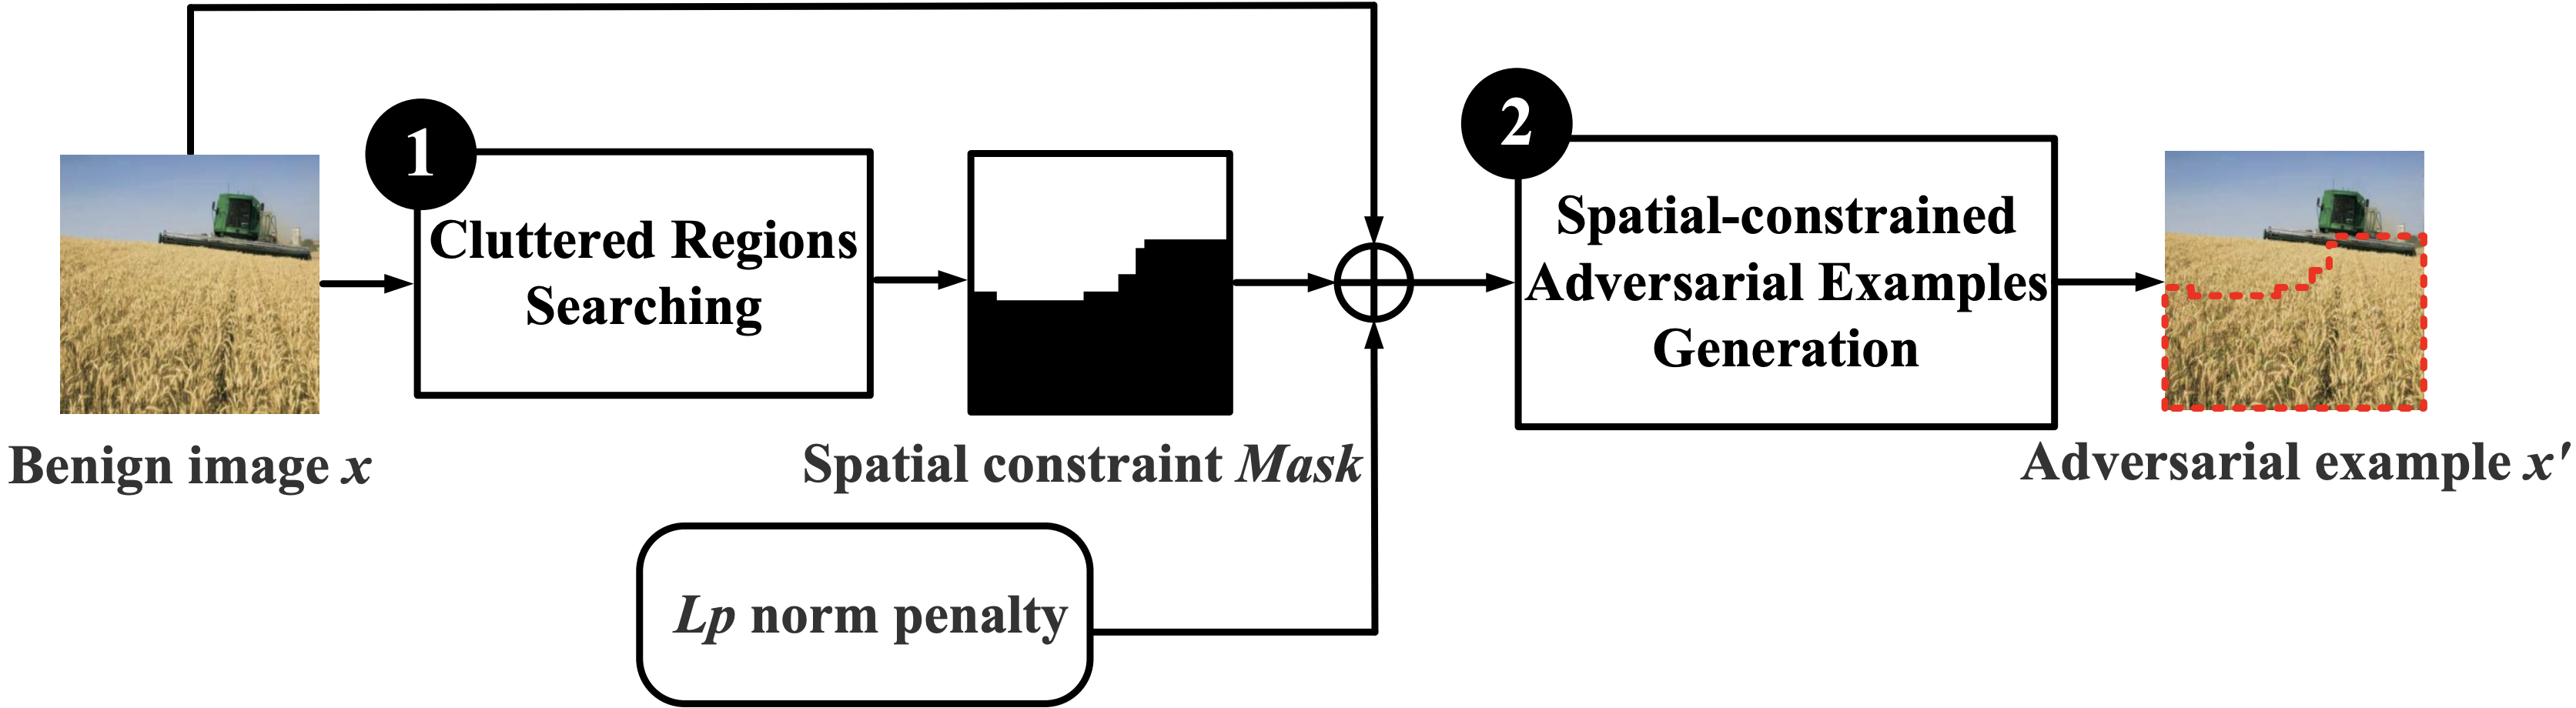 1
Cluttered Regions
Searching
2
Spatial-constrained
Adversarial Examples
Generation
Benign image x
Spatial constraint Mask
Adversarial example x'
Lp norm penalty